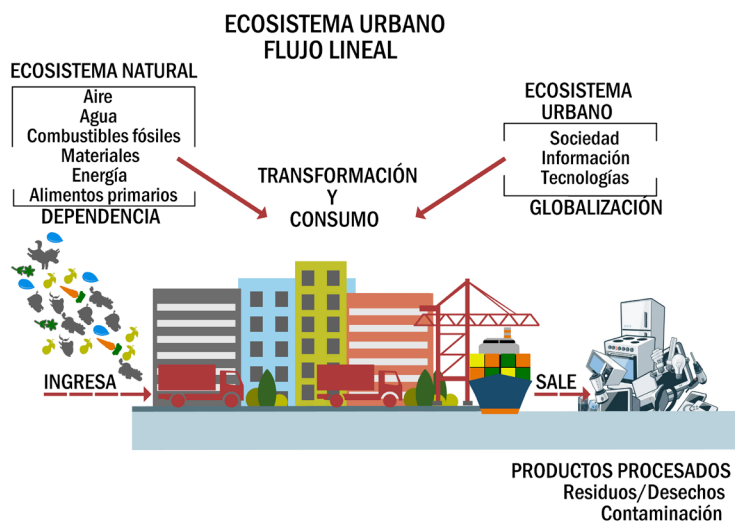 ECOSISTEMA URBANO
FLUJO LINEAL
ECOSISTEMA NATURAL
Aire
Agua
Combustibles fósiles
Materiales
Energía
Alimentos primarios
DEPENDENCIA
ECOSISTEMA
URBANO
Sociedad
Información
Tecnologías
GLOBALIZACIÓN
TRANSFORMACIÓN
Y
CONSUMO
INGRESA
SALE
PRODUCTOS PROCESADOS
Residuos/Desechos
Contaminación